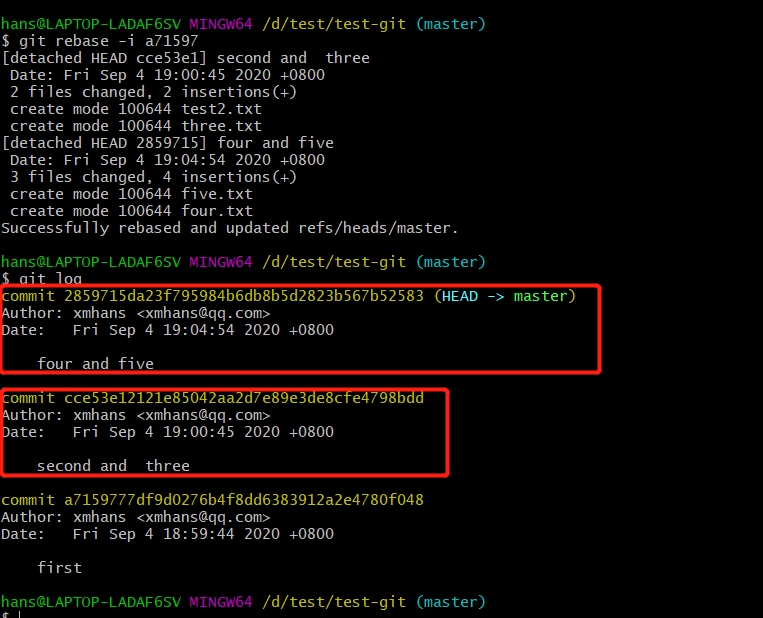 hans@LAPTOP-LADAF6SV MINGW64 /d/test/test-git (master)
$ git rebase -i a71597
[detached HEAD cce53e1] second and  three
 Date: Fri Sep 4 19:00:45 2020 +0800
 2 files changed, 2 insertions(+)
 create mode 100644 test2.txt
 create mode 100644 three.txt
[detached HEAD 2859715] four and five
 Date: Fri Sep 4 19:04:54 2020 +0800
 3 files changed, 4 insertions(+)
 create mode 100644 five.txt
 create mode 100644 four.txt
Successfully rebased and updated refs/heads/master.
hans@LAPTOP-LADAF6SV MINGW64 /d/test/test-git (master)
$ git log
commit 2859715da23f795984b6db8b5d2823b567b52583 (HEAD -> master)
Author: xmhans <xmhans@qq.com>
Date:   Fri Sep 4 19:04:54 2020 +0800
    four and five
commit cce53e12121e85042aa2d7e89e3de8cfe4798bdd
Author: xmhans <xmhans@qq.com>
Date:   Fri Sep 4 19:00:45 2020 +0800
    second and  three
commit a7159777df9d0276b4f8dd6383912a2e4780f048
Author: xmhans <xmhans@qq.com>
Date:   Fri Sep 4 18:59:44 2020 +0800
    first
hans@LAPTOP-LADAF6SV MINGW64 /d/test/test-git (master)
$